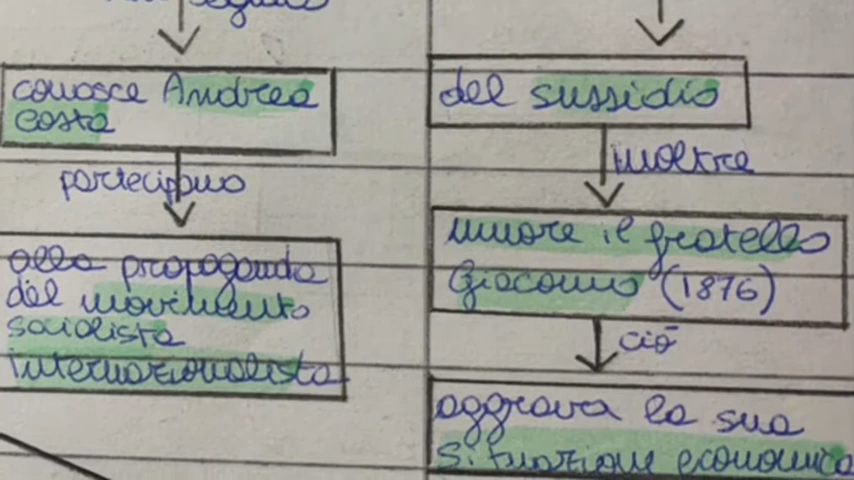 conosce Andrea
Costa
partecipano
alla propaganda
del movimento
socialista
internazionalista
del sussidio
inoltre
muore il fratello
Giacomo (1876)
ciò
aggrava la sua
situazione economica